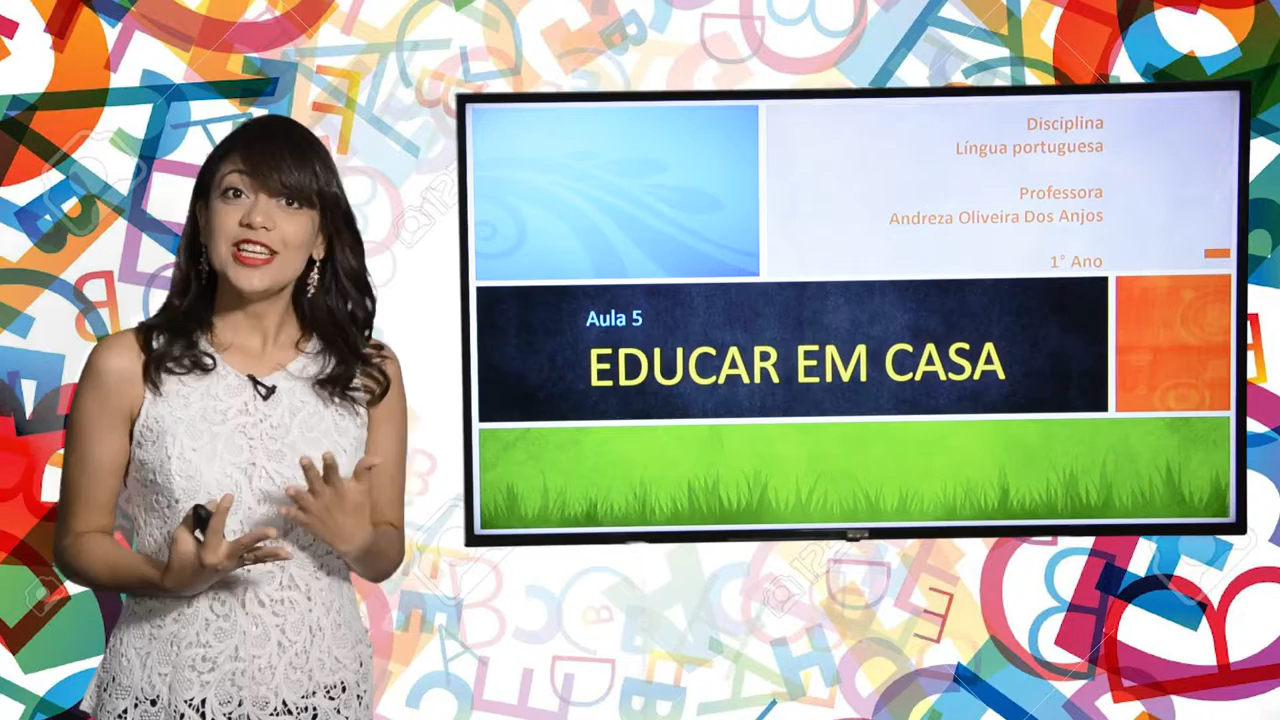 Disciplina
Língua portuguesa
Professora
Andreza Oliveira Dos Anjos
1° Ano
Aula 5
EDUCAR EM CASA